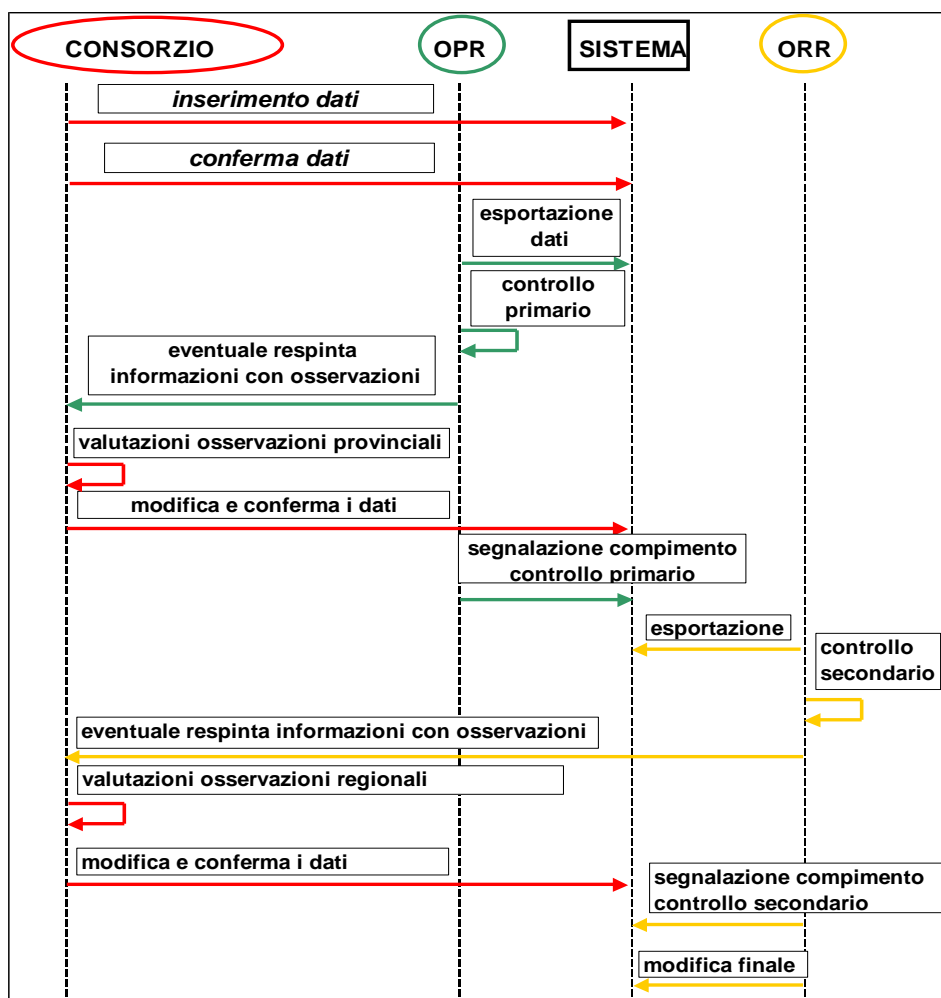 CONSORZIO
OPR
SISTEMA
ORR
inserimento dati
conferma dati
esportazione
dati
controllo
primario
eventuale respinta
informazioni con osservazioni
valutazioni osservazioni provinciali
modifica e conferma i dati
segnalazione compimento
controllo primario
esportazione
controllo
secondario
eventuale respinta informazioni con osservazioni
valutazioni osservazioni regionali
modifica e conferma i dati
segnalazione compimento
controllo secondario
modifica finale